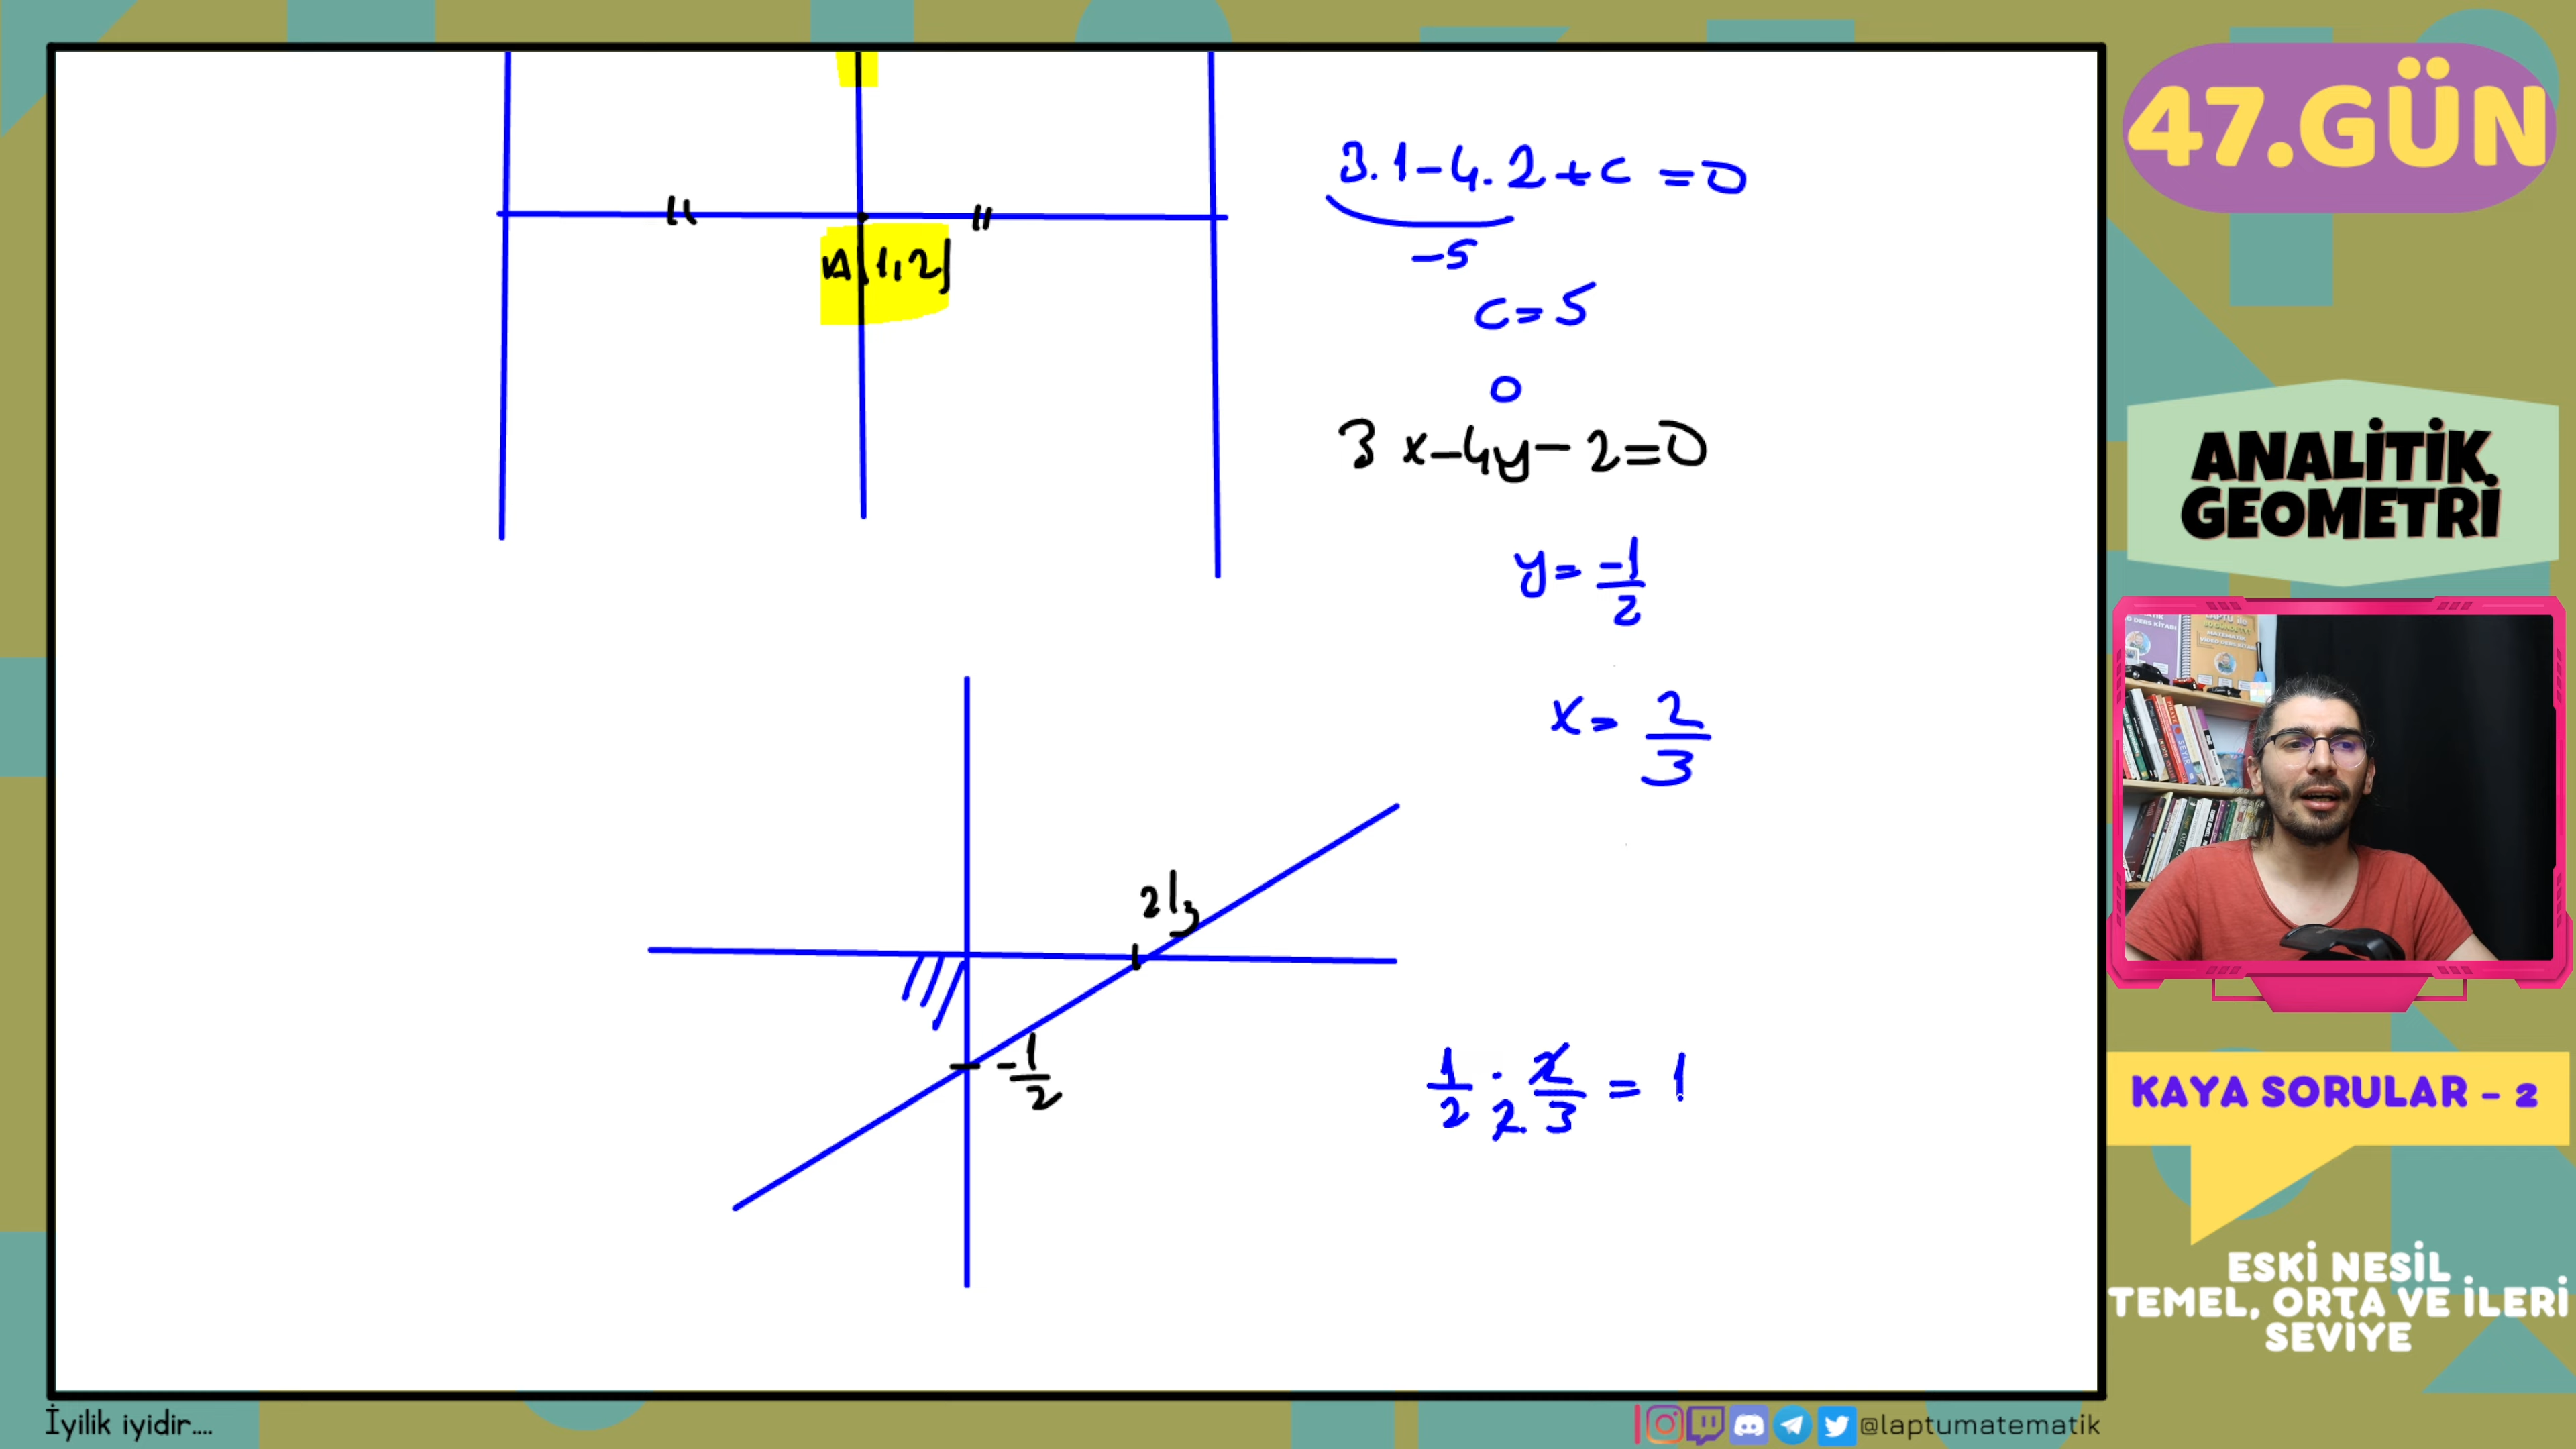 A(1,2)
3.1-4.2+c=0
-5
c=5
0
3x-4y-2=0
y=-1/2
x=2/3
2/3
-1/2
1/2 . 2/2.3 = 1
47.GÜN
ANALİTİK
GEOMETRİ
KAYA SORULAR - 2
ESKİ NESİL
TEMEL, ORTA VE İLERİ
SEVİYE
İyilik iyidir....
@laptumatematik